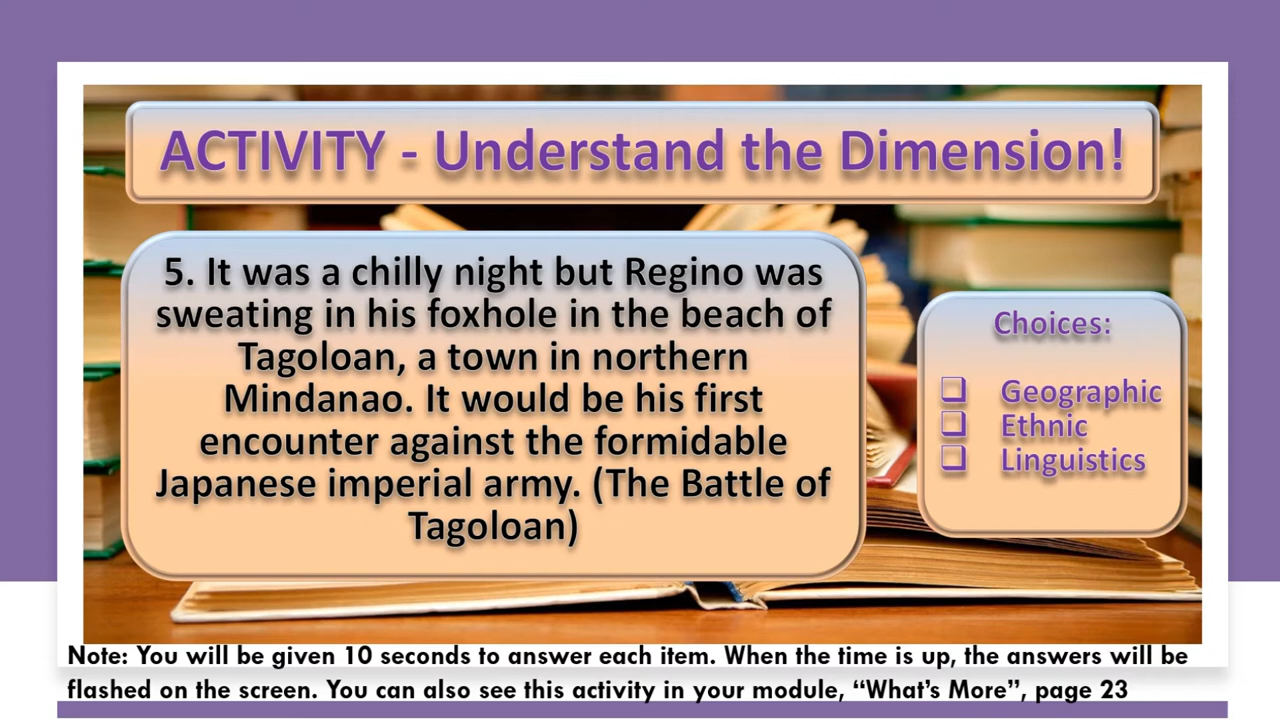 ACTIVITY - Understand the Dimension!
5. It was a chilly night but Regino was
sweating in his foxhole in the beach of
Tagoloan, a town in northern
Mindanao. It would be his first
encounter against the formidable
Japanese imperial army. (The Battle of
Tagoloan)
Choices:
❑ Geographic
❑ Ethnic
❑ Linguistics
Note: You will be given 10 seconds to answer each item. When the time is up, the answers will be
flashed on the screen. You can also see this activity in your module, “What’s More”, page 23